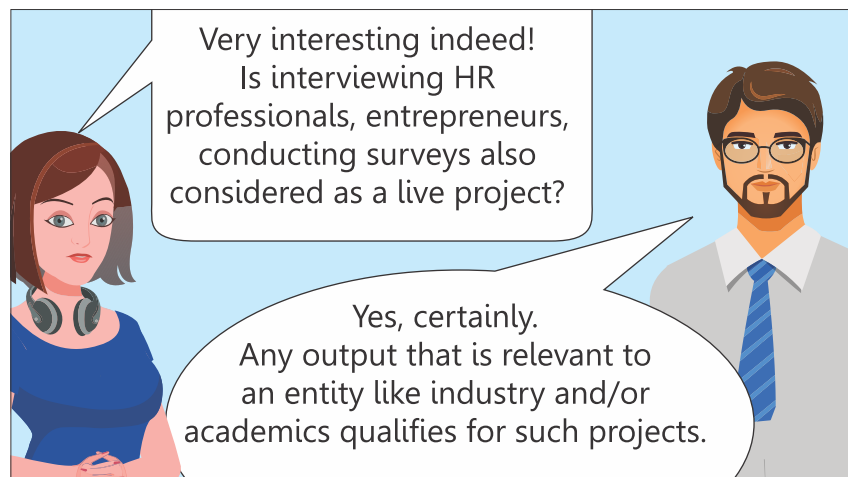 Very interesting indeed!
Is interviewing HR
professionals, entrepreneurs,
conducting surveys also
considered as a live project?
Yes, certainly.
Any output that is relevant to
an entity like industry and/or
academics qualifies for such projects.